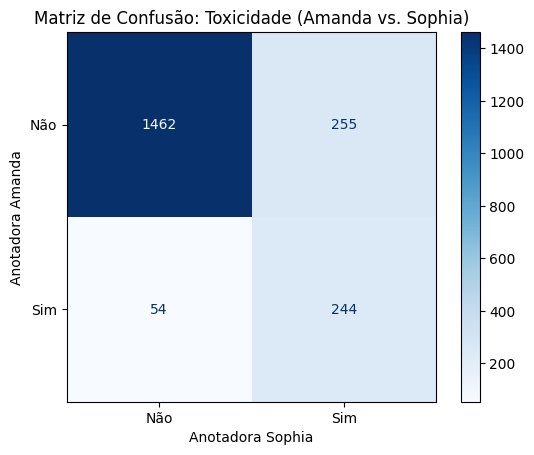 Matriz de Confusão: Toxicidade (Amanda vs. Sophia)
Anotadora Amanda
Não
1462
255
Sim
54
244
Não
Sim
Anotadora Sophia
1400
1200
1000
800
600
400
200